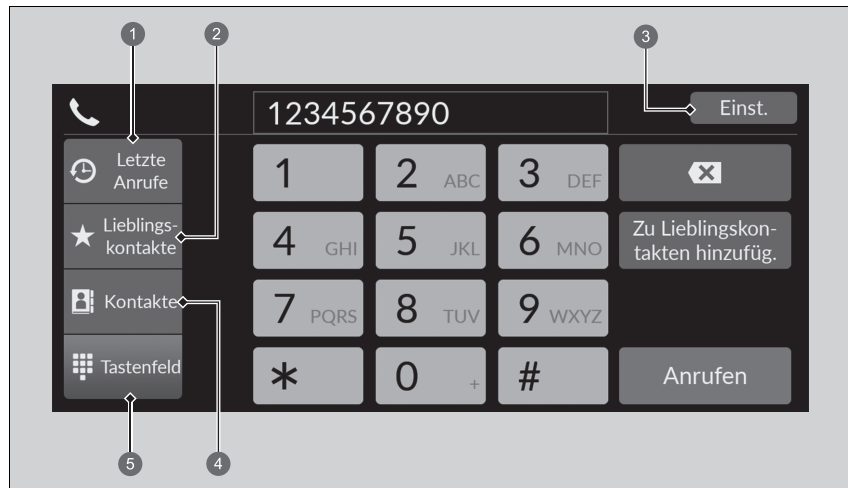 1
2
3
1234567890
Einst.
Letzte
Anrufe
1
2 ABC
3 DEF
Lieblings-
kontakte
4 GHI
5 JKL
6 MNO
Zu Lieblingskon-
takten hinzufüg.
Kontakte
7 PQRS
8 TUV
9 WXYZ
Tastenfeld
*
0 +
#
Anrufen
5
4